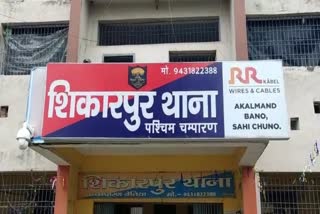 मो. 9431822388
शिकारपुर थाना
पश्चिम चम्पारण
RR KABEL
WIRES & CABLES
AKALMAND
BANO,
SAHI CHUNO.
शिकारपुर थाना